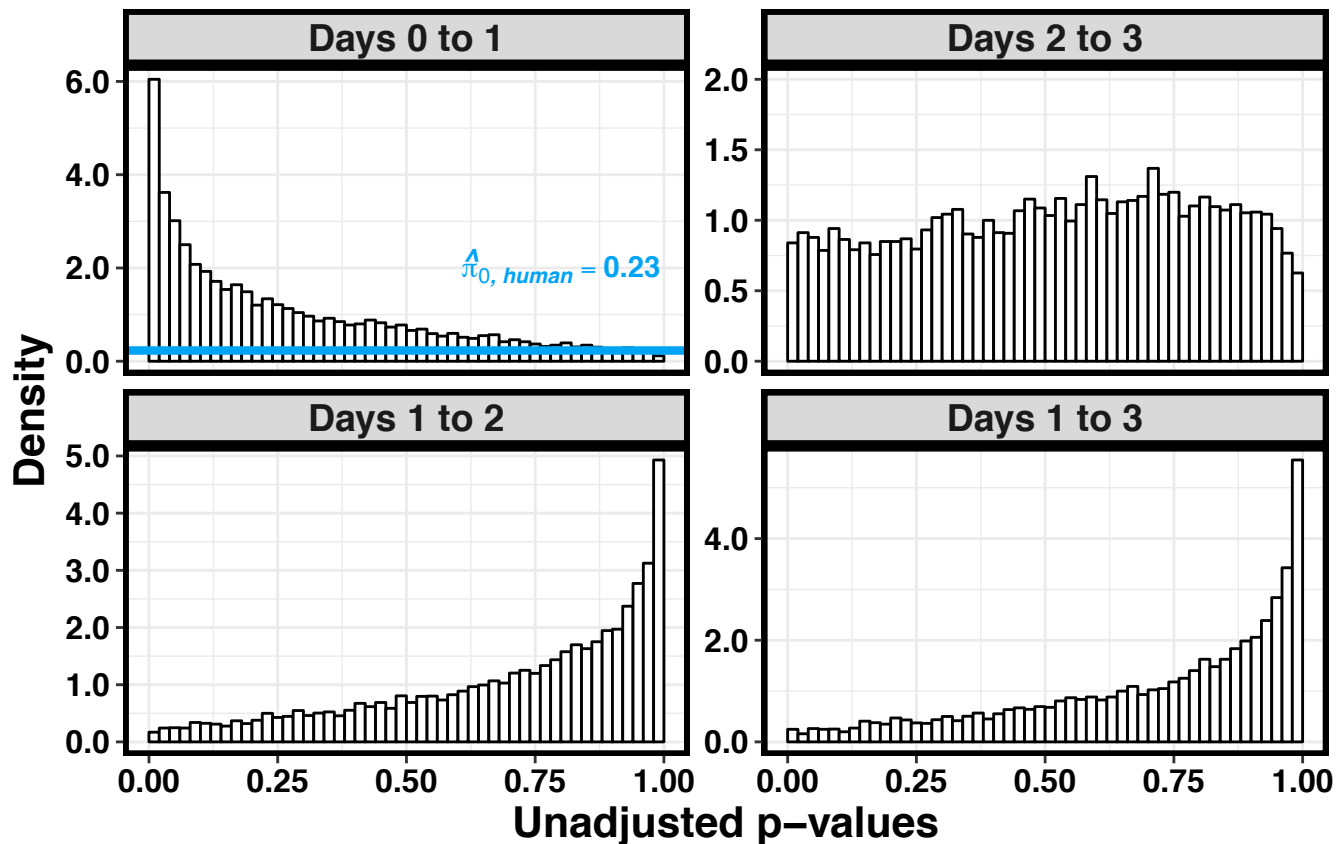 Days 0 to 1
6.0
4.0
2.0
0.0
π̂0, human = 0.23
Days 2 to 3
2.0
1.5
1.0
0.5
0.0
Density
Days 1 to 2
5.0
4.0
3.0
2.0
1.0
0.0
0.00 0.25 0.50 0.75 1.00
Days 1 to 3
4.0
2.0
0.0
0.00 0.25 0.50 0.75 1.00
Unadjusted p−values